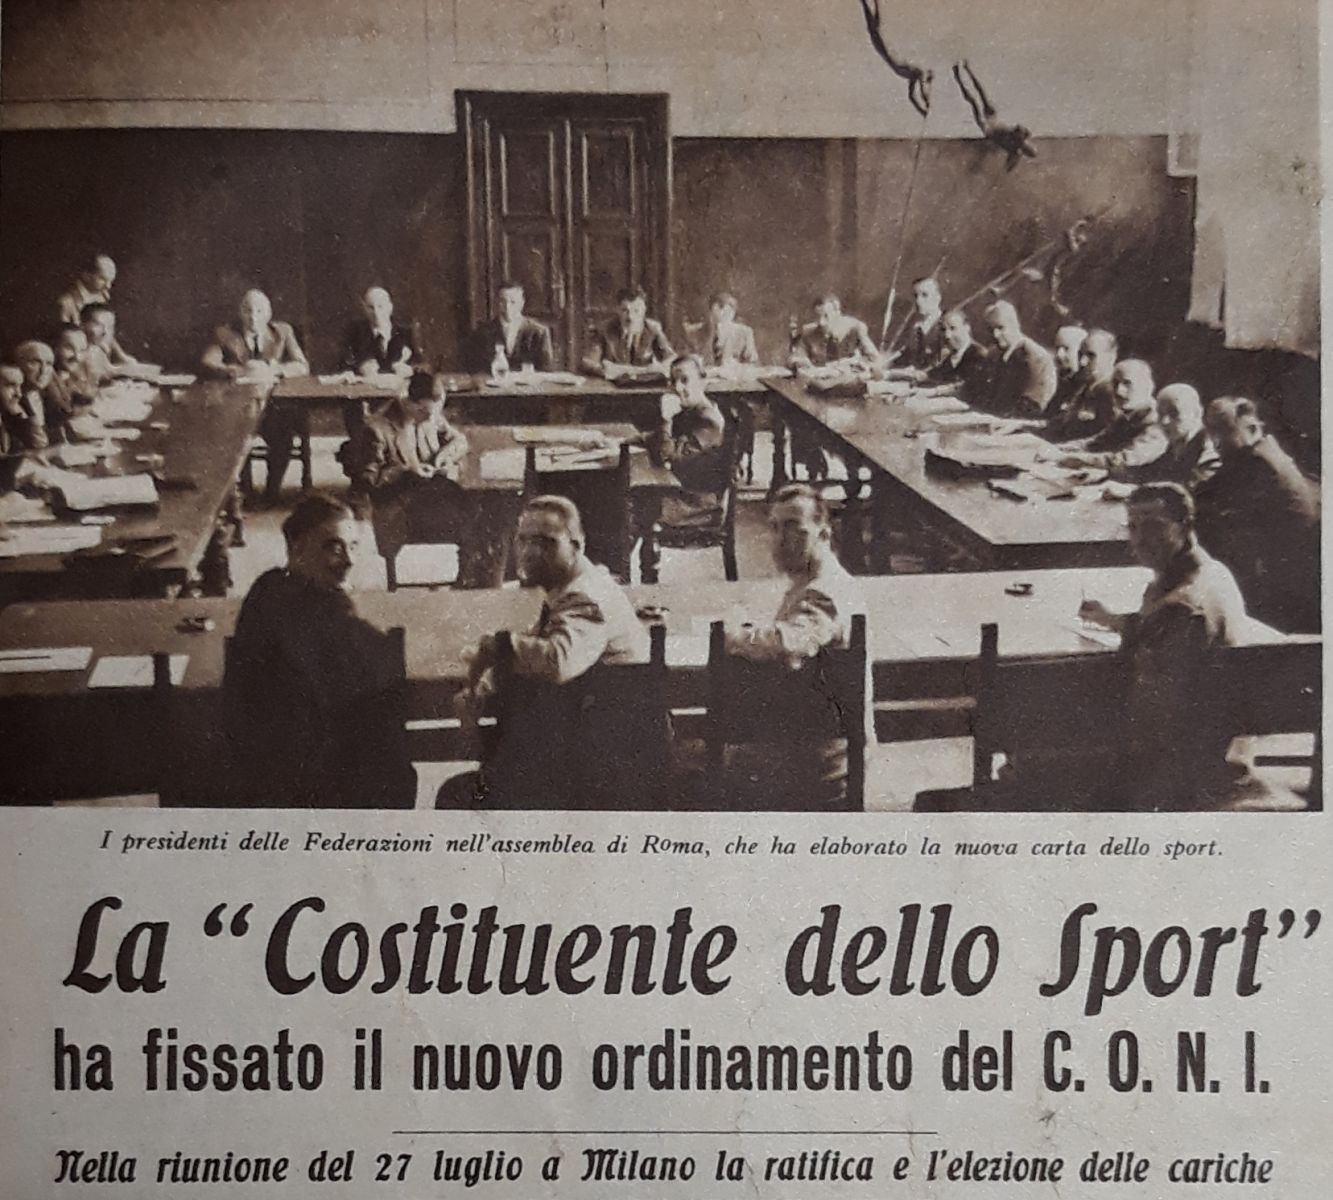 I presidenti delle Federazioni nell'assemblea di Roma, che ha elaborato la nuova carta dello sport.
La "Costituente dello Sport"
ha fissato il nuovo ordinamento del C. O. N. I.
Nella riunione del 27 luglio a Milano la ratifica e l'elezione delle cariche